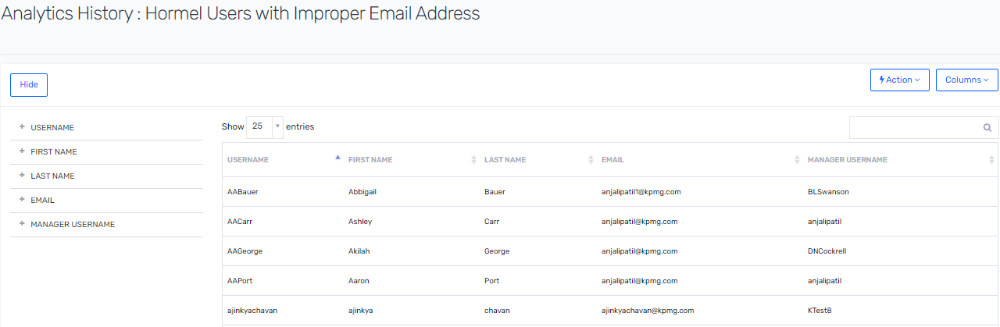 Analytics History : Hormel Users with Improper Email Address
Hide
Action
Columns
USERNAME
FIRST NAME
LAST NAME
EMAIL
MANAGER USERNAME
Show 25 entries
USERNAME FIRST NAME LAST NAME EMAIL MANAGER USERNAME
AABauer Abbigail Bauer anjalipatil1@kpmg.com BLSwanson
AACarr Ashley Carr anjalipatil@kpmg.com anjalipatil
AAGeorge Akilah George anjalipatil@kpmg.com DNCockrell
AAPort Aaron Port anjalipatil@kpmg.com anjalipatil
ajinkyachavan ajinkya chavan ajinkyachavan@kpmg.com KTest8